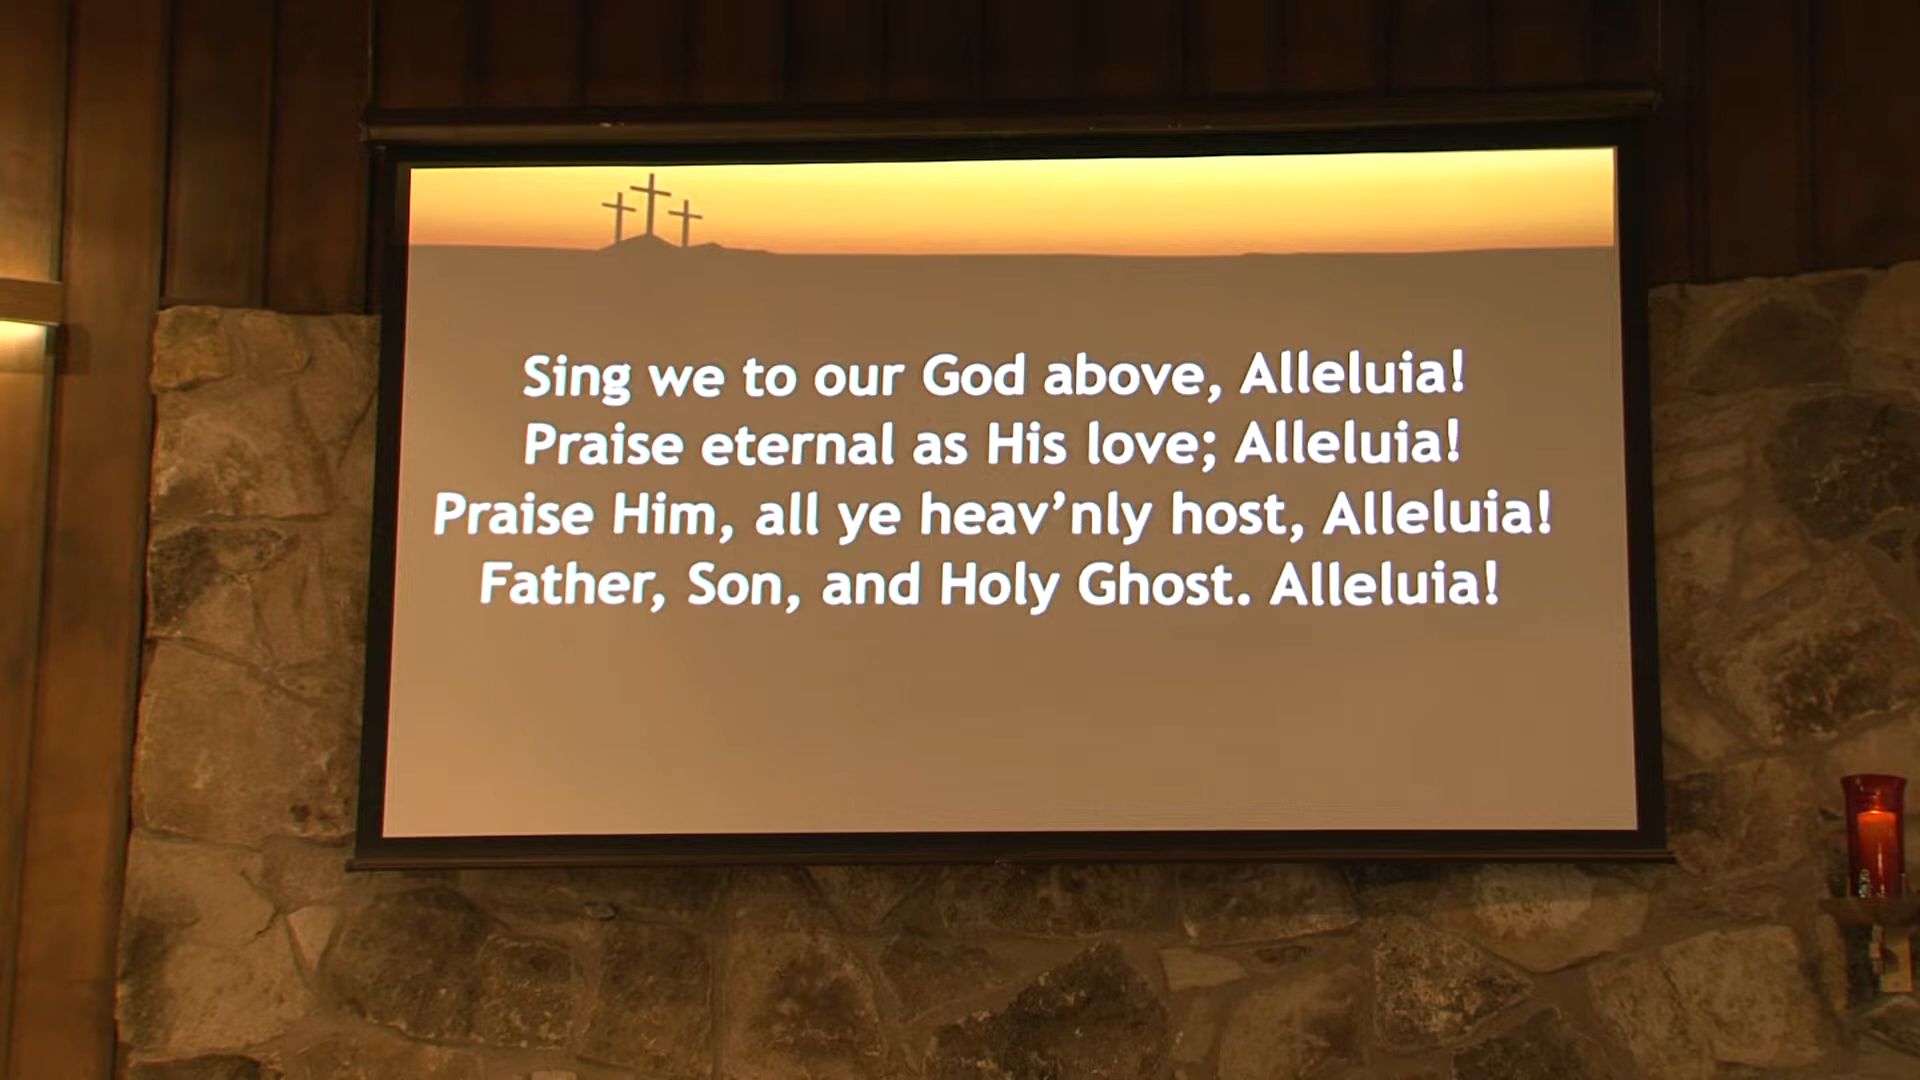 Sing we to our God above, Alleluia!
Praise eternal as His love; Alleluia!
Praise Him, all ye heav’nly host, Alleluia!
Father, Son, and Holy Ghost. Alleluia!